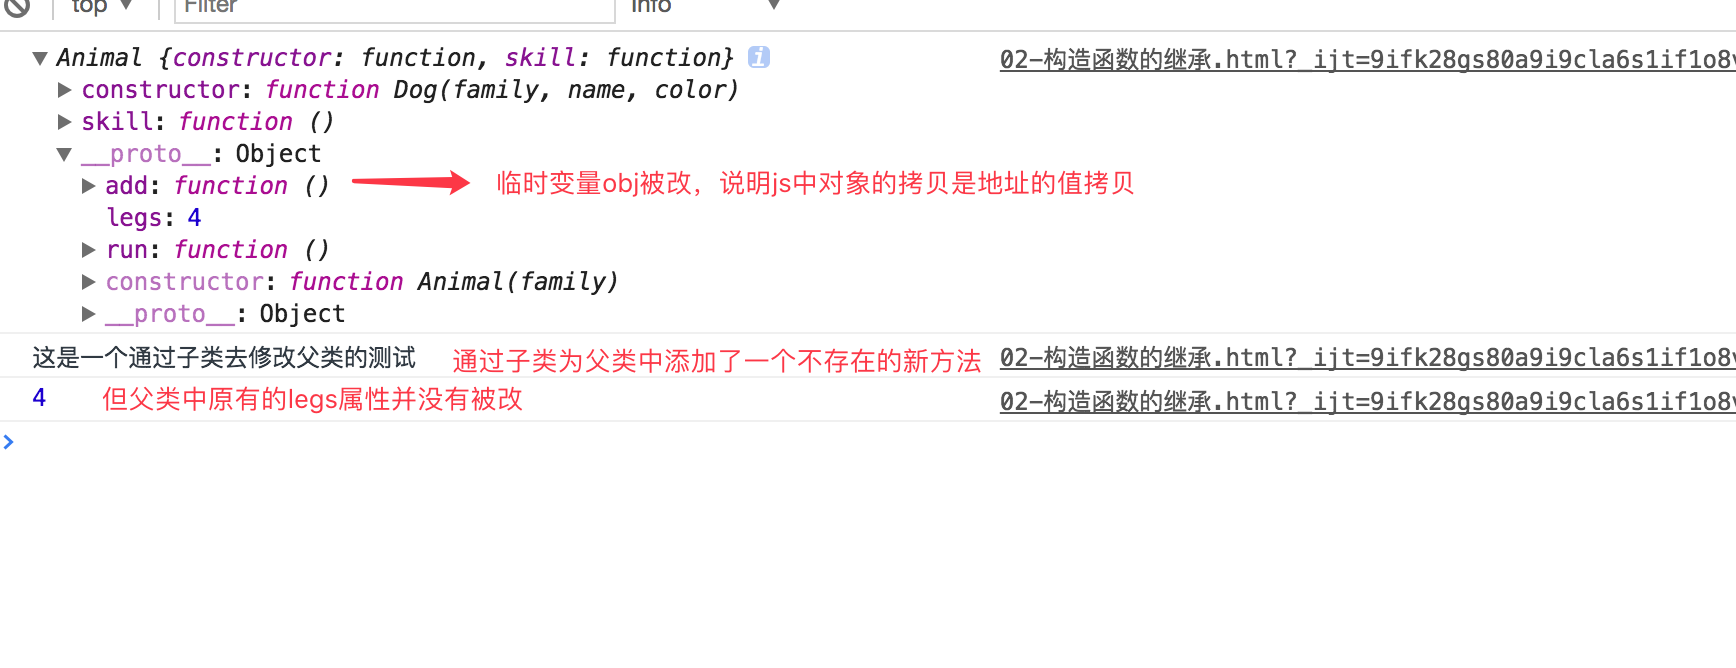 top Filter Info
Animal {constructor: function, skill: function} i 02-构造函数的继承.html?_ijt=9ifk28gs80a9i9cla6s1if1o8v
constructor: function Dog(family, name, color)
skill: function ()
__proto__: Object
add: function () 临时变量obj被改，说明js中对象的拷贝是地址的值拷贝
legs: 4
run: function ()
constructor: function Animal(family)
__proto__: Object
这是一个通过子类去修改父类的测试 通过子类为父类中添加了一个不存在的新方法 02-构造函数的继承.html?_ijt=9ifk28gs80a9i9cla6s1if1o8v
4 但父类中原有的legs属性并没有被改 02-构造函数的继承.html?_ijt=9ifk28gs80a9i9cla6s1if1o8v